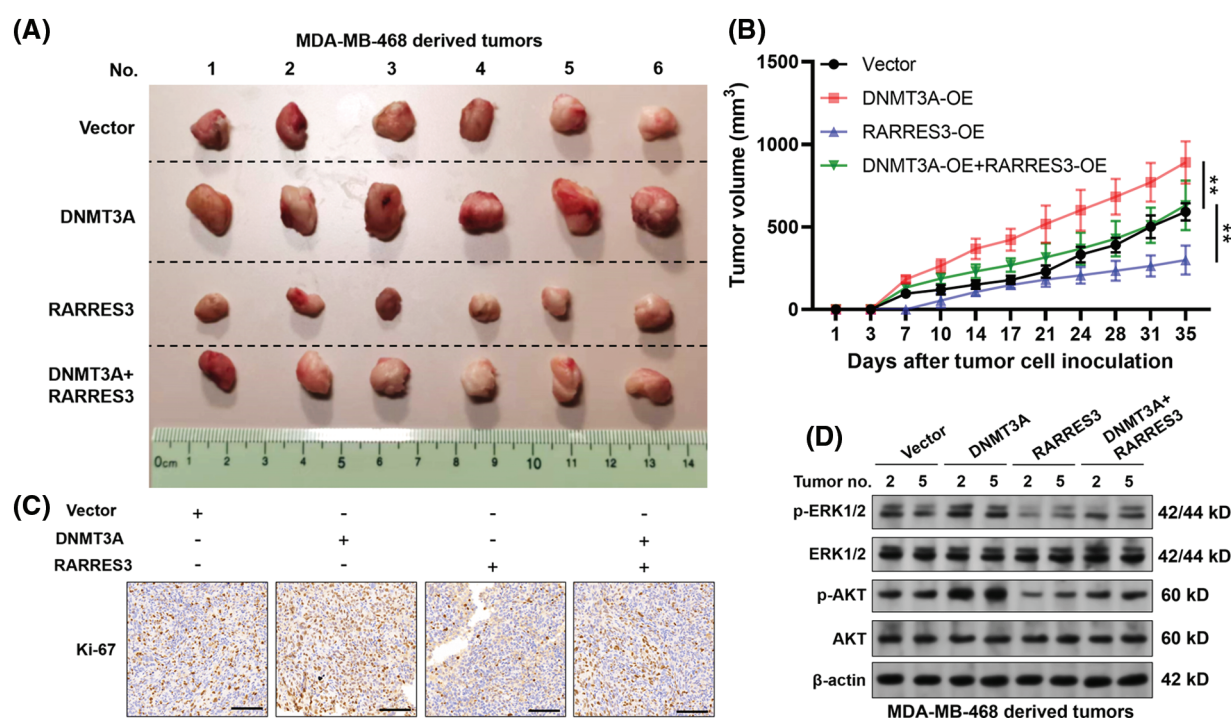 (A)
MDA-MB-468 derived tumors
No. 1 2 3 4 5 6
Vector
DNMT3A
RARRES3
DNMT3A+
RARRES3
0cm 1 2 3 4 5 6 7 8 9 10 11 12 13 14
(B)
Vector
DNMT3A-OE
RARRES3-OE
DNMT3A-OE+RARRES3-OE
Tumor volume (mm³)
1500
1000
500
0
**
**
1 3 7 10 14 17 21 24 28 31 35
Days after tumor cell inoculation
(C)
Vector + - - -
DNMT3A - + - +
RARRES3 - - + +
Ki-67
(D)
Vector DNMT3A RARRES3 DNMT3A+
RARRES3
Tumor no. 2 5 2 5 2 5 2 5
p-ERK1/2 42/44 kD
ERK1/2 42/44 kD
p-AKT 60 kD
AKT 60 kD
β-actin 42 kD
MDA-MB-468 derived tumors